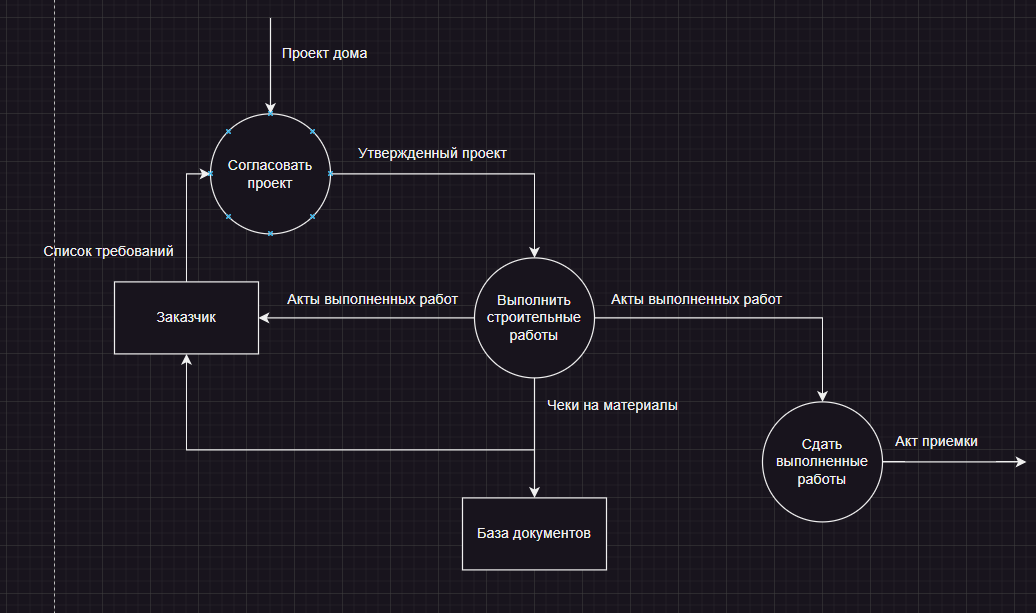 Проект дома
Согласовать
проект
Утвержденный проект
Список требований
Заказчик
Акты выполненных работ
Выполнить
строительные
работы
Акты выполненных работ
Чеки на материалы
Сдать
выполненные
работы
Акт приемки
База документов